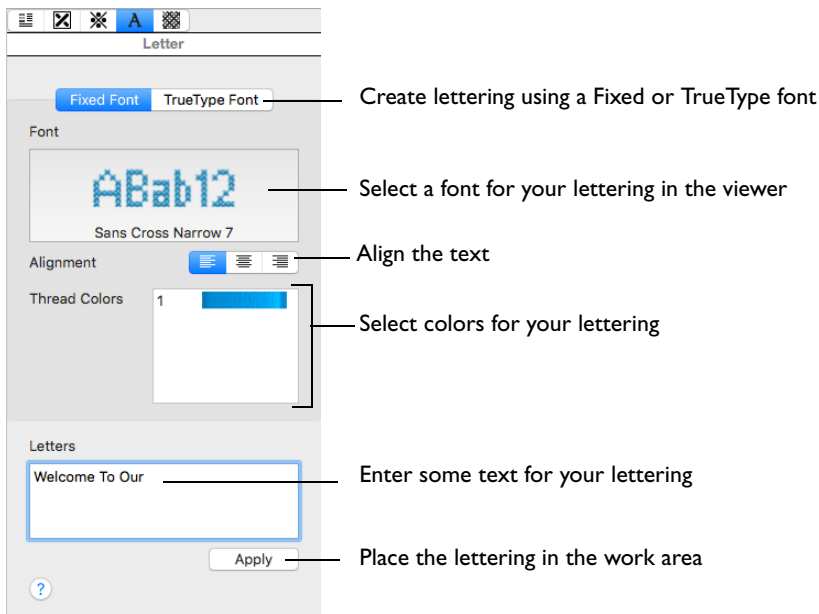 A
Letter
Fixed Font TrueType Font
Create lettering using a Fixed or TrueType font
Font
ABab12
Select a font for your lettering in the viewer
Sans Cross Narrow 7
Alignment
Align the text
Thread Colors 1
Select colors for your lettering
Letters
Welcome To Our
Enter some text for your lettering
Apply
Place the lettering in the work area
?